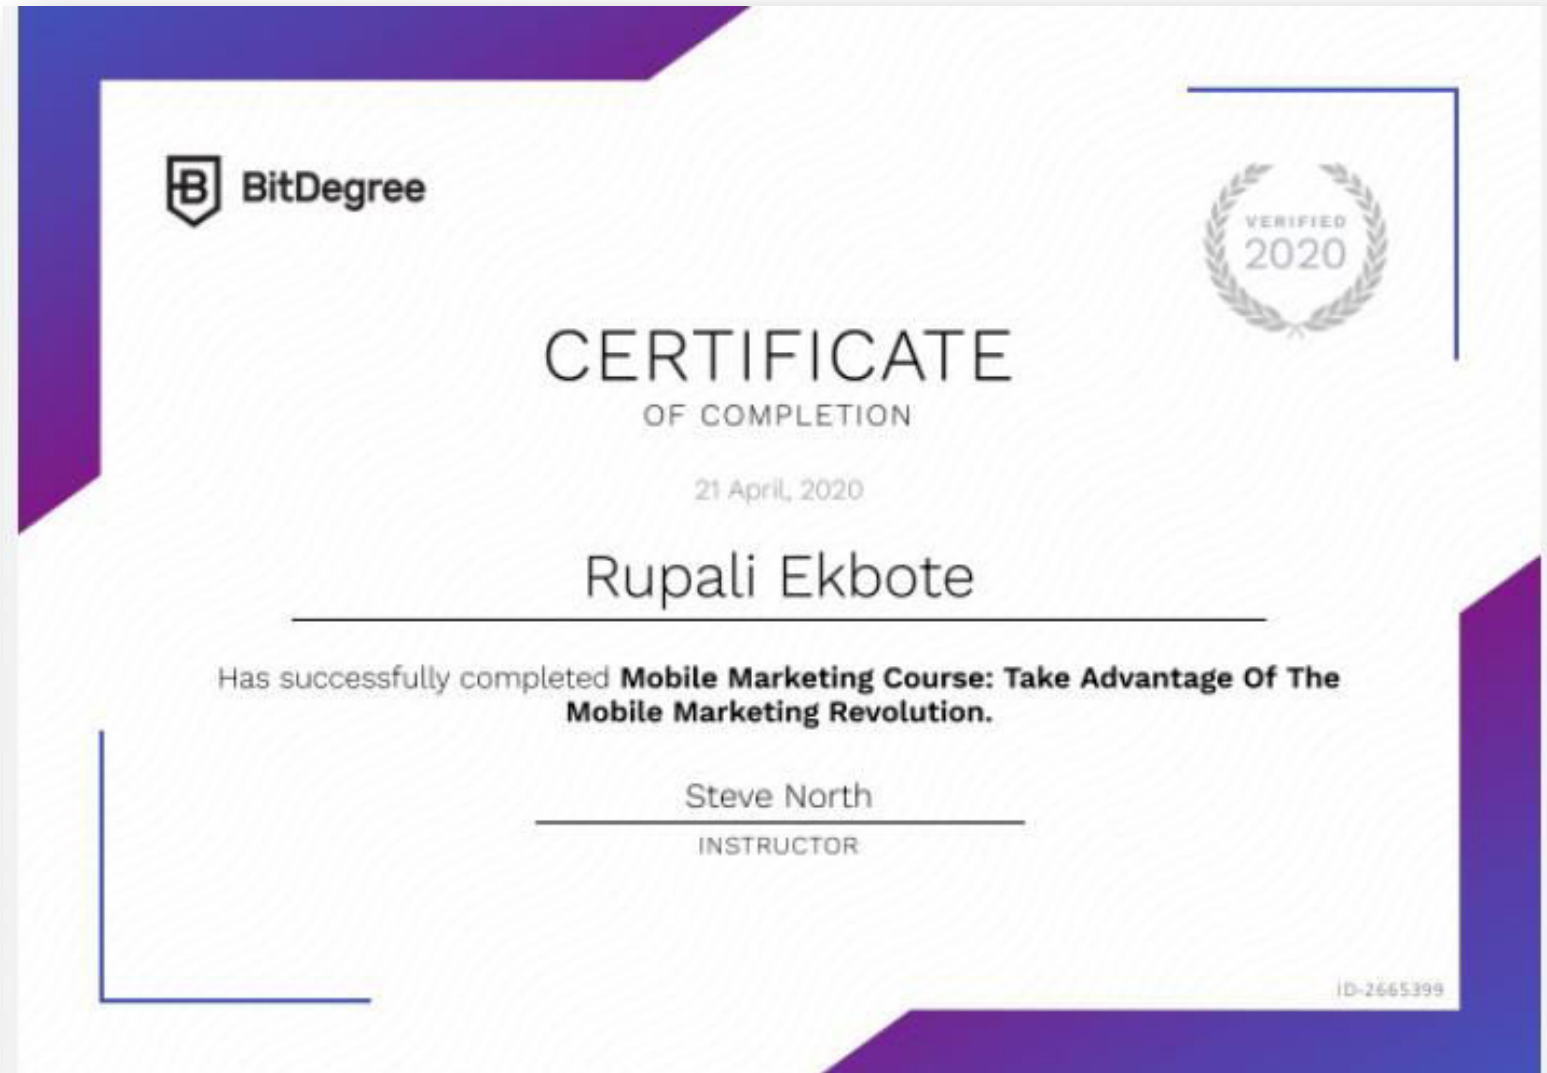 BitDegree
VERIFIED
2020
CERTIFICATE
OF COMPLETION
21 April, 2020
Rupali Ekbote
Has successfully completed Mobile Marketing Course: Take Advantage Of The
Mobile Marketing Revolution.
Steve North
INSTRUCTOR
ID-2665399